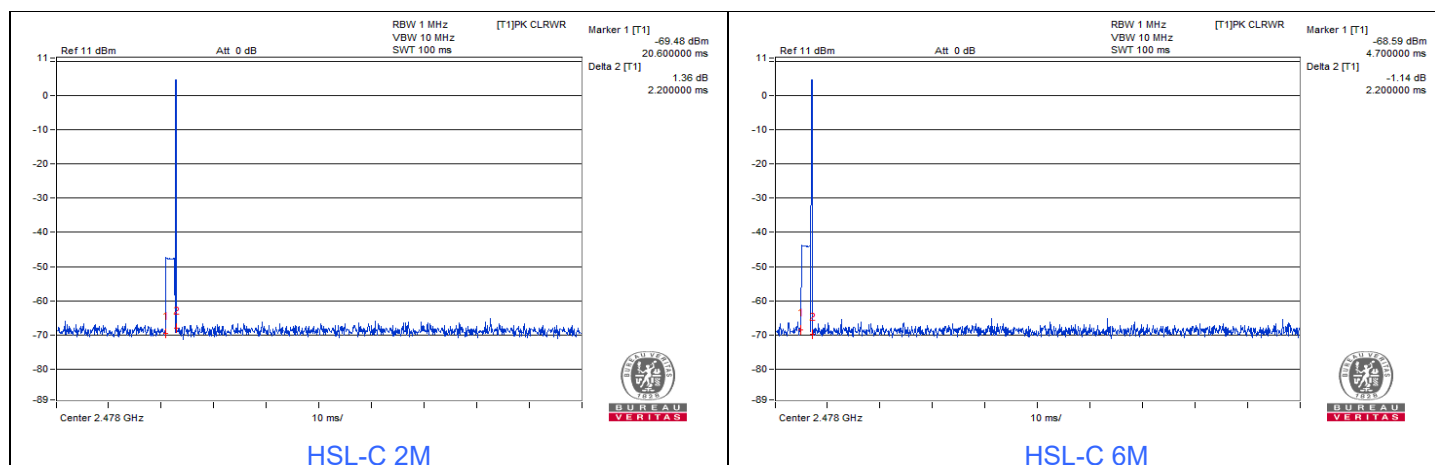 RBW 1 MHz [T1]PK CLRWR
VBW 10 MHz
SWT 100 ms
Ref 11 dBm Att 0 dB
Marker 1 [T1]
-69.48 dBm
20.600000 ms
Delta 2 [T1]
1.36 dB
2.200000 ms
11
0
-10
-20
-30
-40
-50
-60
-70
-80
-89
1
2
Center 2.478 GHz 10 ms/
BUREAU VERITAS
1828
BUREAU
VERITAS
HSL-C 2M
RBW 1 MHz [T1]PK CLRWR
VBW 10 MHz
SWT 100 ms
Ref 11 dBm Att 0 dB
Marker 1 [T1]
-68.59 dBm
4.700000 ms
Delta 2 [T1]
-1.14 dB
2.200000 ms
11
0
-10
-20
-30
-40
-50
-60
-70
-80
-89
1
2
Center 2.478 GHz 10 ms/
BUREAU VERITAS
1828
BUREAU
VERITAS
HSL-C 6M